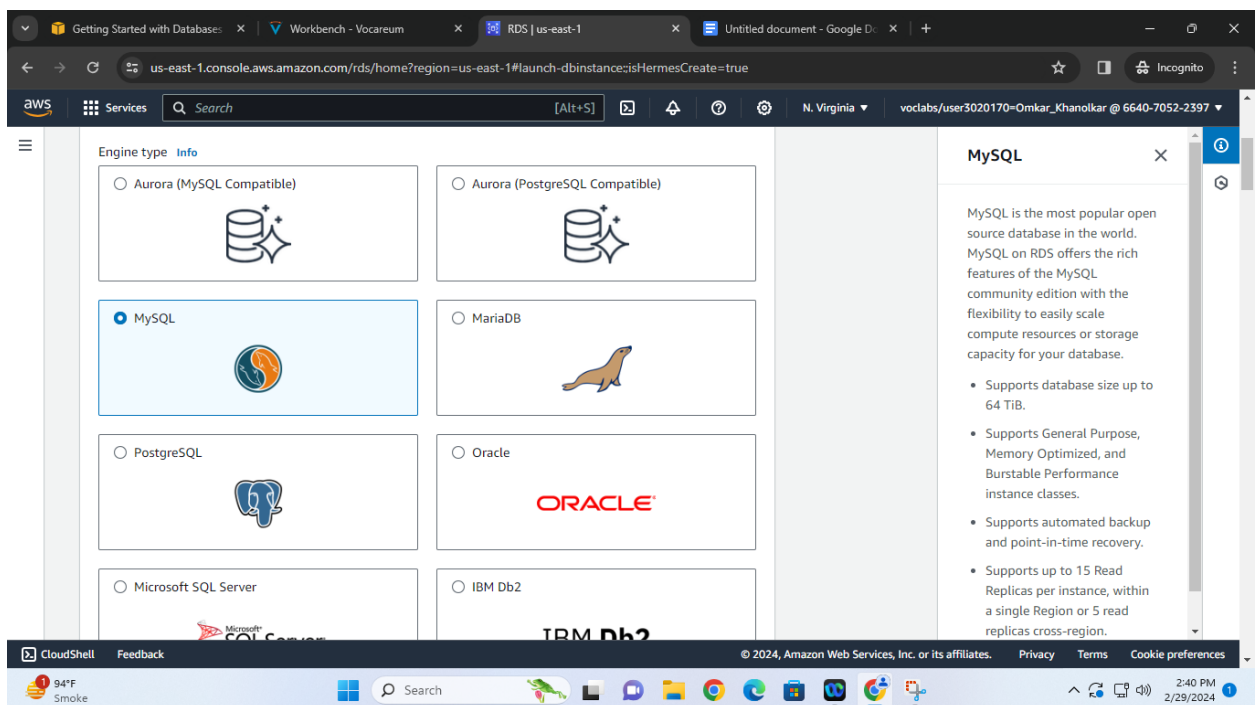 Getting Started with Databases
Workbench - Vocareum
RDS | us-east-1
Untitled document - Google Do
us-east-1.console.aws.amazon.com/rds/home?region=us-east-1#launch-dbinstance:;isHermesCreate=true
Incognito
aws
Services
Search
[Alt+S]
N. Virginia
voclabs/user3020170=Omkar_Khanolkar @ 6640-7052-2397
Engine type Info
Aurora (MySQL Compatible)
Aurora (PostgreSQL Compatible)
MySQL
MariaDB
PostgreSQL
Oracle
ORACLE
Microsoft SQL Server
IBM Db2
Microsoft
SQL Server
IBM Db2
MySQL
MySQL is the most popular open
source database in the world.
MySQL on RDS offers the rich
features of the MySQL
community edition with the
flexibility to easily scale
compute resources or storage
capacity for your database.
• Supports database size up to
64 TiB.
• Supports General Purpose,
Memory Optimized, and
Burstable Performance
instance classes.
• Supports automated backup
and point-in-time recovery.
• Supports up to 15 Read
Replicas per instance, within
a single Region or 5 read
replicas cross-region.
CloudShell
Feedback
© 2024, Amazon Web Services, Inc. or its affiliates.
Privacy
Terms
Cookie preferences
1
94°F
Smoke
Search
2:40 PM
2/29/2024
1